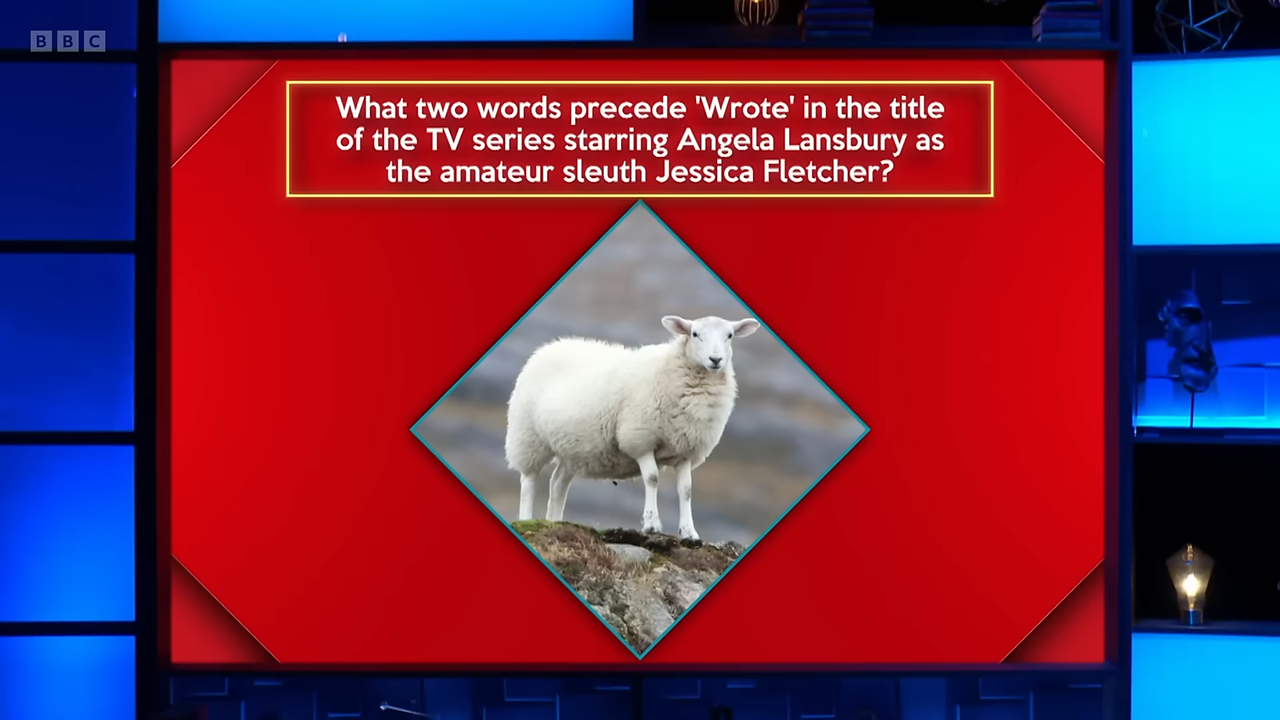 BBC
What two words precede 'Wrote' in the title
of the TV series starring Angela Lansbury as
the amateur sleuth Jessica Fletcher?